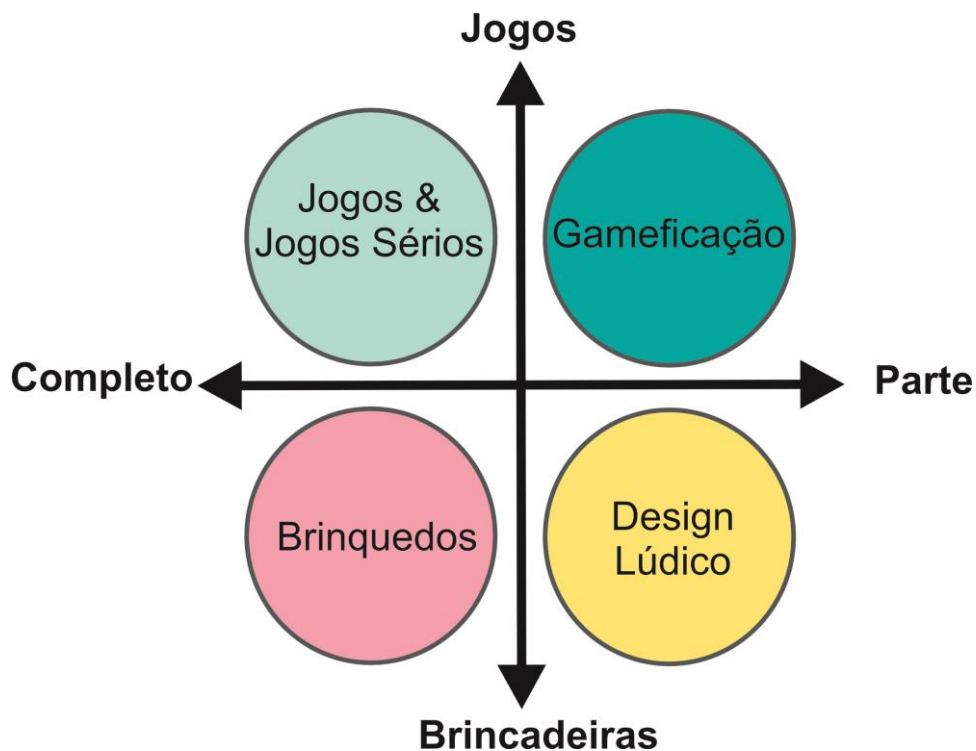 Jogos
Jogos &
Jogos Sérios
Gameficação
Completo
Parte
Brinquedos
Design
Lúdico
Brincadeiras